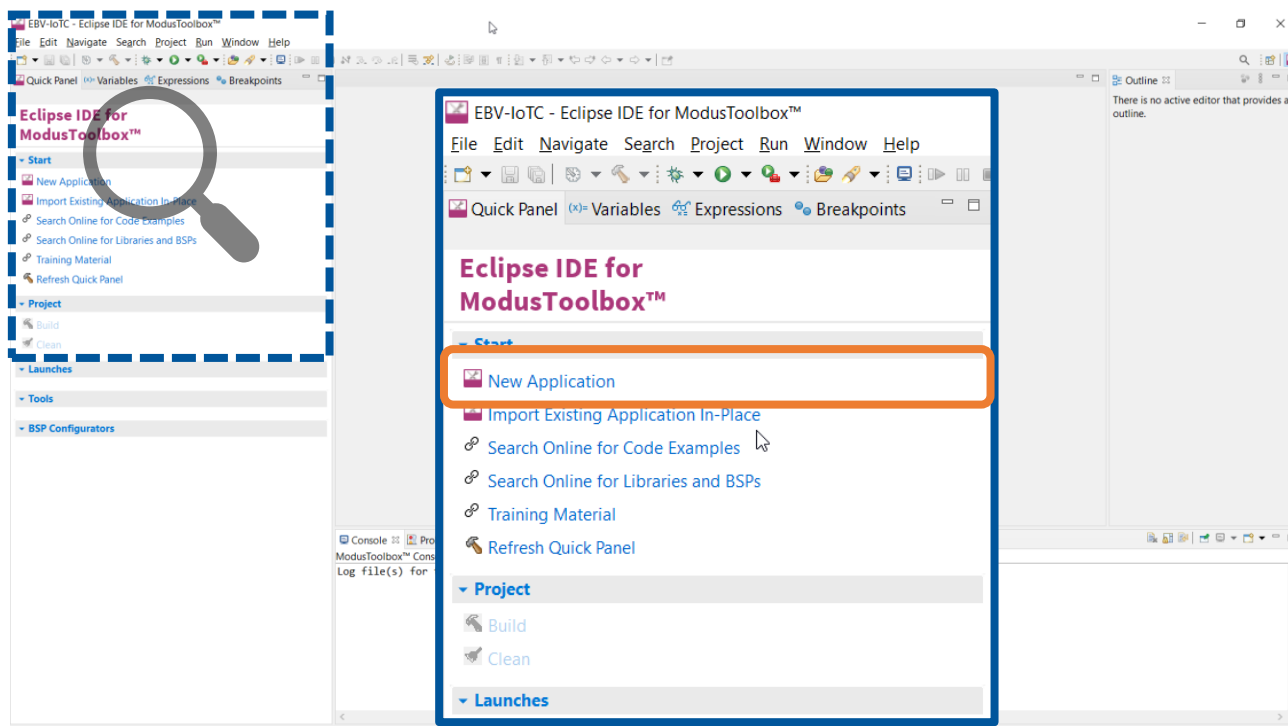 EBV-IoTC - Eclipse IDE for ModusToolbox™
File Edit Navigate Search Project Run Window Help
Quick Panel (x)= Variables Expressions Breakpoints
Eclipse IDE for
ModusToolbox™
Start
New Application
Import Existing Application In-Place
Search Online for Code Examples
Search Online for Libraries and BSPs
Training Material
Refresh Quick Panel
Project
Build
Clean
Launches
Tools
BSP Configurators
EBV-IoTC - Eclipse IDE for ModusToolbox™
File Edit Navigate Search Project Run Window Help
Quick Panel (x)= Variables Expressions Breakpoints
Eclipse IDE for
ModusToolbox™
Start
New Application
Import Existing Application In-Place
Search Online for Code Examples
Search Online for Libraries and BSPs
Training Material
Refresh Quick Panel
Project
Build
Clean
Launches
Outline
There is no active editor that provides
outline.
Console Pro
ModusToolbox™ Cons
Log file(s) for